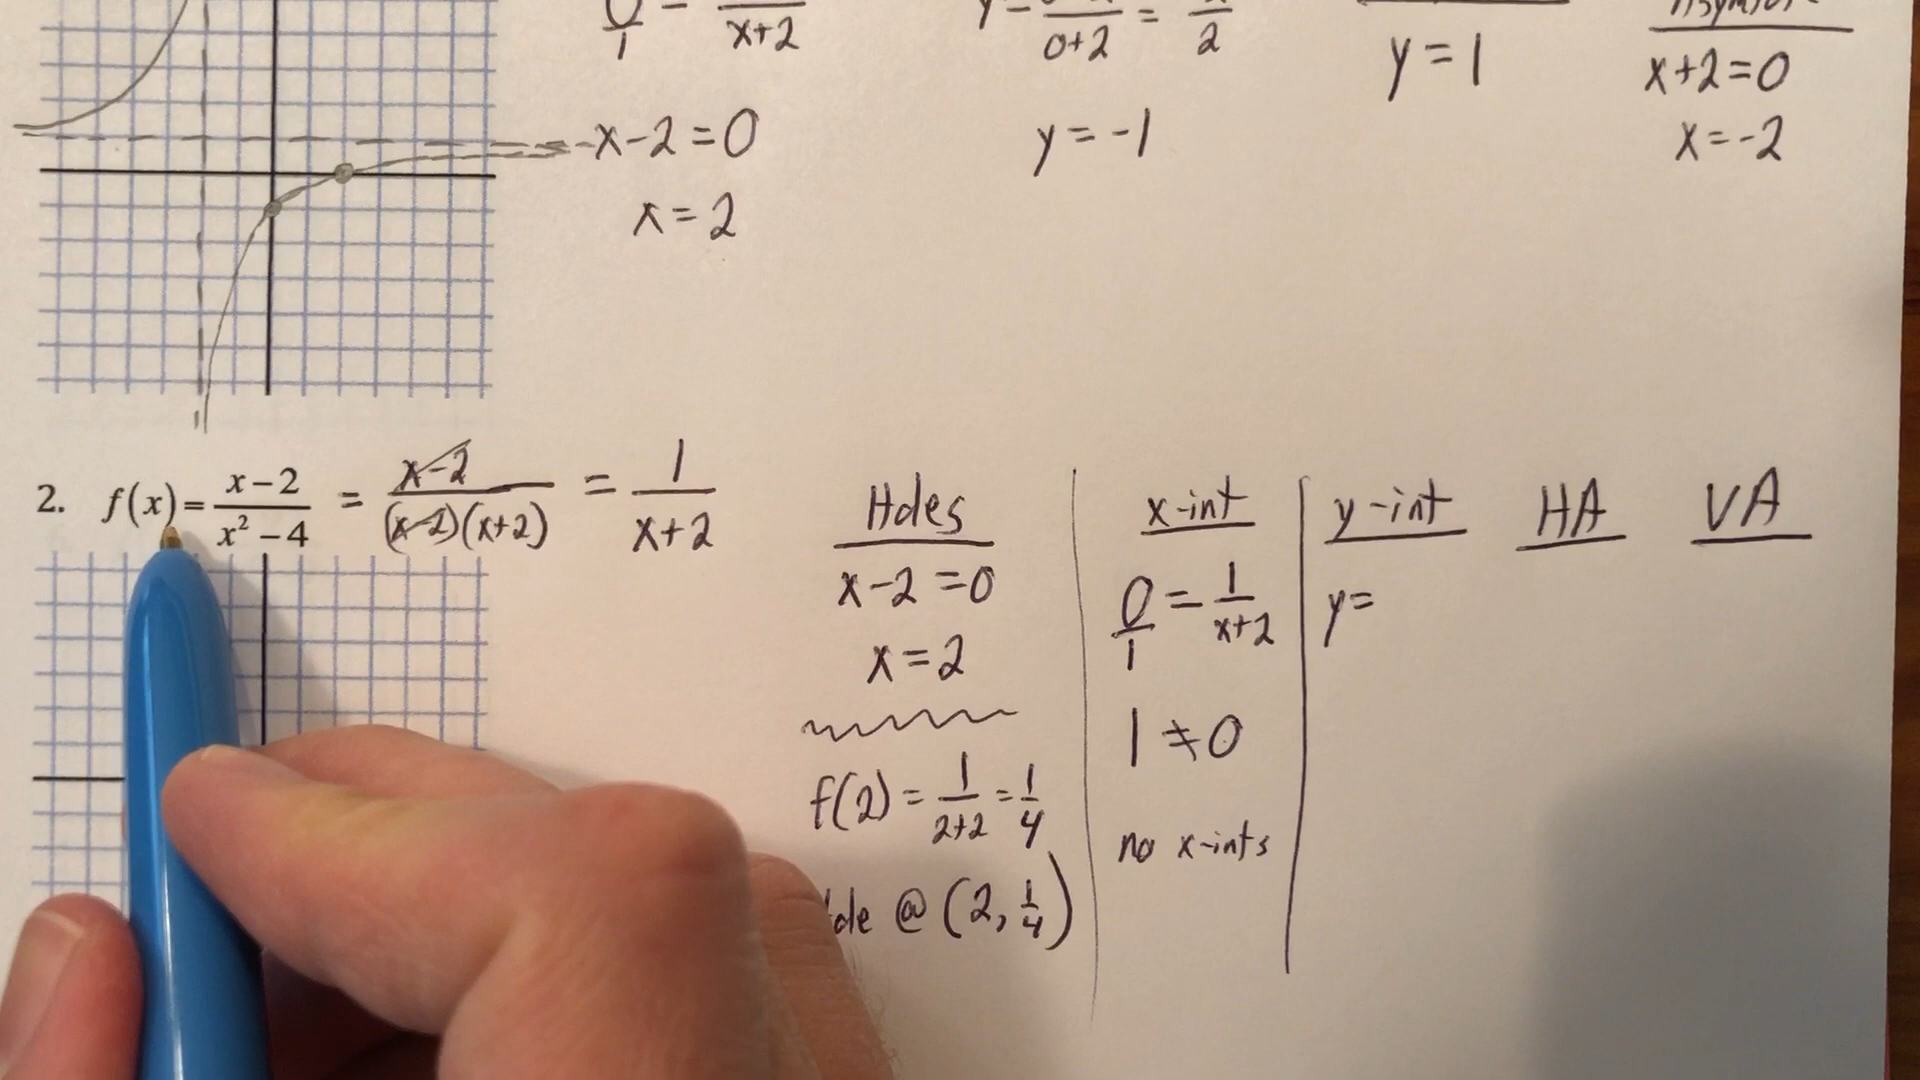 0/1 = /x+2
y = /0+2 = /2
y = 1
x+2=0
x-2=0
y=-1
x=-2
x=2
2. f(x) = x-2/x²-4 = x-2/(x-2)(x+2) = 1/x+2
Holes
x-2=0
x=2
f(2) = 1/2+2 = 1/4
@ (2, 1/4)
x-int
0/1 = 1/x+2
1≠0
no x-ints
y-int
y=
HA
VA